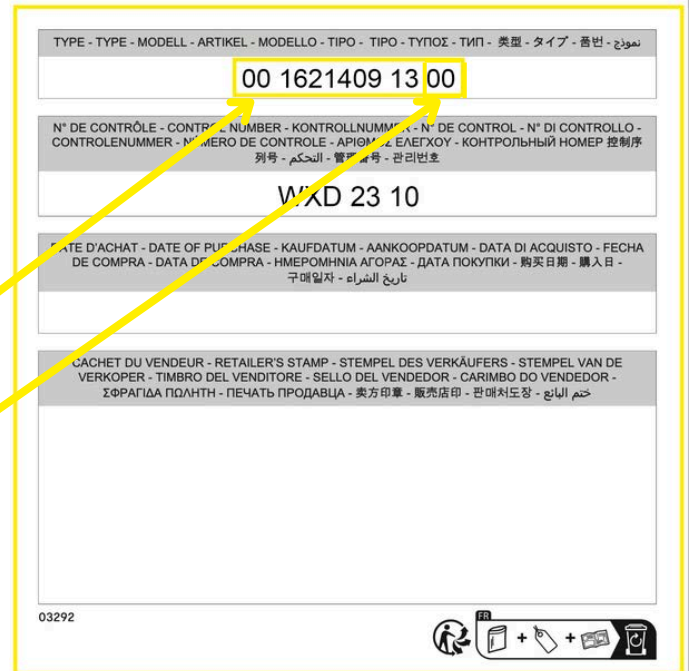 TYPE - TYPE - MODELL - ARTIKEL - MODELLO - TIPO - TIPO - ΤΥΠΟΣ - ТИП - 类型 - タイプ - 품번 - نموذج
00 1621409 13 00
N° DE CONTRÔLE - CONTROL NUMBER - KONTROLLNUMMER - N° DE CONTROL - N° DI CONTROLLO -
CONTROLENUMMER - NÚMERO DE CONTROLE - ΑΡΙΘΜΟΣ ΕΛΕΓΧΟΥ - КОНТРОЛЬНЫЙ НОМЕР 控制序
列号 - التحكم - 管理番号 - 관리번호
WXD 23 10
DATE D'ACHAT - DATE OF PURCHASE - KAUFDATUM - AANKOOPDATUM - DATA DI ACQUISTO - FECHA
DE COMPRA - DATA DE COMPRA - ΗΜΕΡΟΜΗΝΙΑ ΑΓΟΡΑΣ - ДАТА ПОКУПКИ - 购买日期 - 購入日 -
구매일자 - تاريخ الشراء
CACHET DU VENDEUR - RETAILER'S STAMP - STEMPEL DES VERKÄUFERS - STEMPEL VAN DE
VERKOPER - TIMBRO DEL VENDITORE - SELLO DEL VENDEDOR - CARIMBO DO VENDEDOR -
ΣΦΡΑΓΙΔΑ ΠΩΛΗΤΗ - ПЕЧАТЬ ПРОДАВЦА - 卖方印章 - 販売店印 - 판매처도장 - ختم البائع
03292
FR